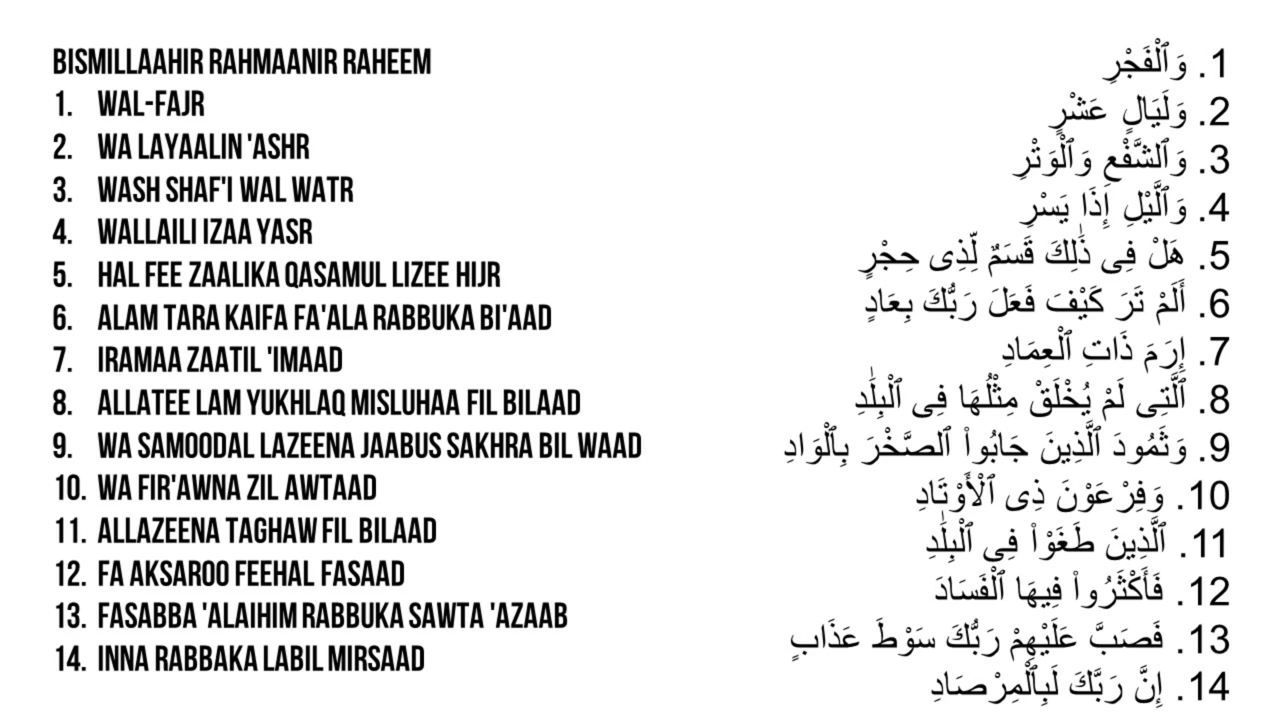 BISMILLAAHIR RAHMAANIR RAHEEM
1. WAL-FAJR
2. WA LAYAALIN 'ASHR
3. WASH SHAF'I WAL WATR
4. WALLAILI IZAA YASR
5. HAL FEE ZAALIKA QASAMUL LIZEE HIJR
6. ALAM TARA KAIFA FA'ALA RABBUKA BI'AAD
7. IRAMAA ZAATIL 'IMAAD
8. ALLATEE LAM YUKHLAQ MISLUHAA FIL BILAAD
9. WA SAMOODAL LAZEENA JAABUS SAKHRA BIL WAAD
10. WA FIR'AWNA ZIL AWTAAD
11. ALLAZEENA TAGHAW FIL BILAAD
12. FA AKSAROO FEEHAL FASAAD
13. FASABBA 'ALAIHIM RABBUKA SAWTA 'AZAAB
14. INNA RABBAKA LABIL MIRSAAD
1. وَٱلْفَجْرِ
2. وَلَيَالٍ عَشْرٍ
3. وَٱلشَّفْعِ وَٱلْوَتْرِ
4. وَٱلَّيْلِ إِذَا يَسْرِ
5. هَلْ فِى ذَٰلِكَ قَسَمٌ لِّذِى حِجْرٍ
6. أَلَمْ تَرَ كَيْفَ فَعَلَ رَبُّكَ بِعَادٍ
7. إِرَمَ ذَاتِ ٱلْعِمَادِ
8. ٱلَّتِى لَمْ يُخْلَقْ مِثْلُهَا فِى ٱلْبِلَٰدِ
9. وَثَمُودَ ٱلَّذِينَ جَابُوا۟ ٱلصَّخْرَ بِٱلْوَادِ
10. وَفِرْعَوْنَ ذِى ٱلْأَوْتَادِ
11. ٱلَّذِينَ طَغَوْا۟ فِى ٱلْبِلَٰدِ
12. فَأَكْثَرُوا۟ فِيهَا ٱلْفَسَادَ
13. فَصَبَّ عَلَيْهِمْ رَبُّكَ سَوْطَ عَذَابٍ
14. إِنَّ رَبَّكَ لَبِٱلْمِرْصَادِ